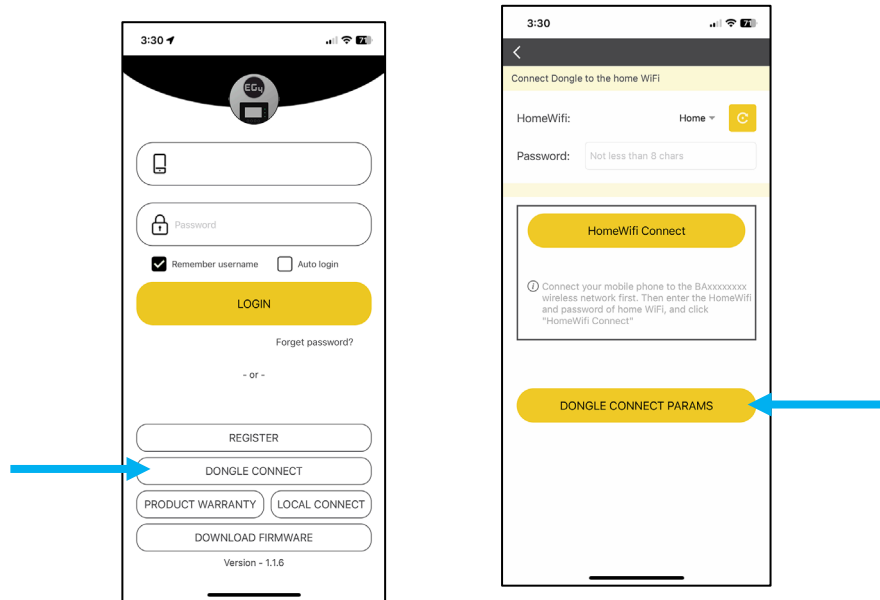 3:30
71
EG4
Password
Remember username
Auto login
LOGIN
Forget password?
- or -
REGISTER
DONGLE CONNECT
PRODUCT WARRANTY
LOCAL CONNECT
DOWNLOAD FIRMWARE
Version - 1.1.6
3:30
71
Connect Dongle to the home WiFi
HomeWifi:
Home
Password:
Not less than 8 chars
HomeWifi Connect
Connect your mobile phone to the BAxxxxxxxx
wireless network first. Then enter the HomeWifi
and password of home WiFi, and click
"HomeWifi Connect"
DONGLE CONNECT PARAMS